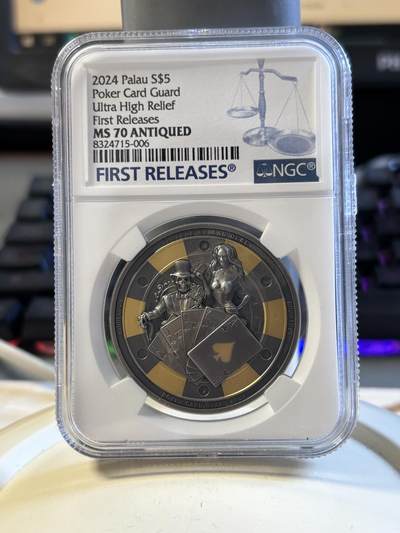 2024 Palau S$5
Poker Card Guard
Ultra High Relief
First Releases
MS 70 ANTIQUED
8324715-006
FIRST RELEASES®
NGC®